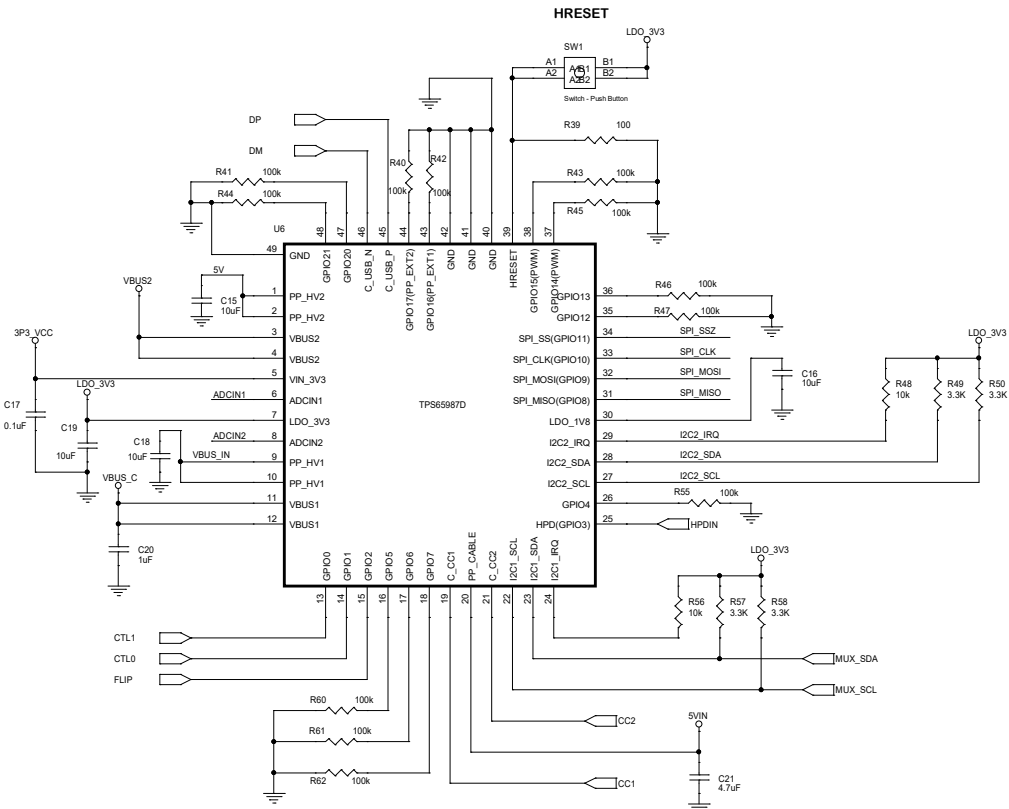 HRESET
LDO_3V3
SW1
A1
A2
A1B1
A2B2
B1
B2
Switch - Push Button
DP
DM
R39 100
R40
100k
R42
100k
R41 100k
R44 100k
R43 100k
R45 100k
U6
48 47 46 45 44 43 42 41 40 39 38 37
GPIO21
GPIO20
C_USB_N
C_USB_P
GPIO17(PP_EXT2)
GPIO16(PP_EXT1)
GND
GND
GND
HRESET
GPIO15(PWM)
GPIO14(PWM)
49 GND
5V
C15
10uF
1 PP_HV2
2 PP_HV2
VBUS2
3 VBUS2
4 VBUS2
3P3_VCC
5 VIN_3V3
LDO_3V3
ADCIN1 6 ADCIN1
C17
0.1uF
7 LDO_3V3
C19
10uF
ADCIN2 8 ADCIN2
C18
10uF
VBUS_IN
9 PP_HV1
10 PP_HV1
VBUS_C
11 VBUS1
12 VBUS1
C20
1uF
TPS65987D
GPIO13 36 R46 100k
GPIO12 35 R47 100k
SPI_SS(GPIO11) 34 SPI_SSZ
SPI_CLK(GPIO10) 33 SPI_CLK
SPI_MOSI(GPIO9) 32 SPI_MOSI
SPI_MISO(GPIO8) 31 SPI_MISO
LDO_1V8 30
C16
10uF
LDO_3V3
R48
10k
R49
3.3K
R50
3.3K
I2C2_IRQ 29 I2C2_IRQ
I2C2_SDA 28 I2C2_SDA
I2C2_SCL 27 I2C2_SCL
GPIO4 26 R55 100k
HPD(GPIO3) 25 HPDIN
GPIO0
GPIO1
GPIO2
GPIO5
GPIO6
GPIO7
C_CC1
PP_CABLE
C_CC2
I2C1_SCL
I2C1_SDA
I2C1_IRQ
13 14 15 16 17 18 19 20 21 22 23 24
LDO_3V3
R56
10k
R57
3.3K
R58
3.3K
CTL1
CTL0
FLIP
MUX_SDA
MUX_SCL
R60 100k
R61 100k
R62 100k
CC2
5VIN
CC1
C21
4.7uF